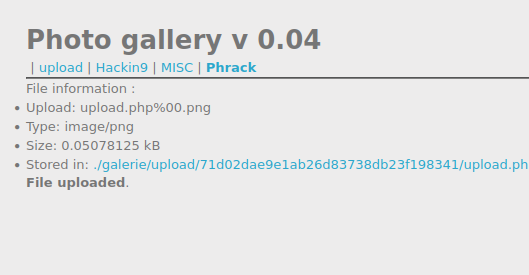 Photo gallery v 0.04
| upload | Hackin9 | MISC | Phrack
File information :
• Upload: upload.php%00.png
• Type: image/png
• Size: 0.05078125 kB
• Stored in: ./galerie/upload/71d02dae9e1ab26d83738db23f198341/upload.ph
File uploaded.